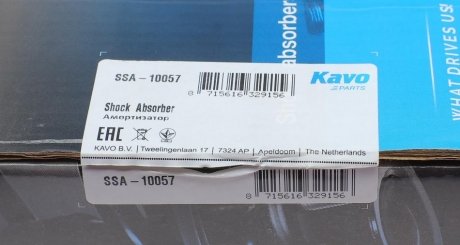 absorber
WHAT DRIVES US
SSA-10057
8 715616 329156
Kavo
PARTS
Shock Absorber
Амортизатор
EAC
KAVO B.V. | Tweelingenlaan 17 | 7324 AP | Apeldoorn | The Netherlands
SSA-10057
8 715616 329156